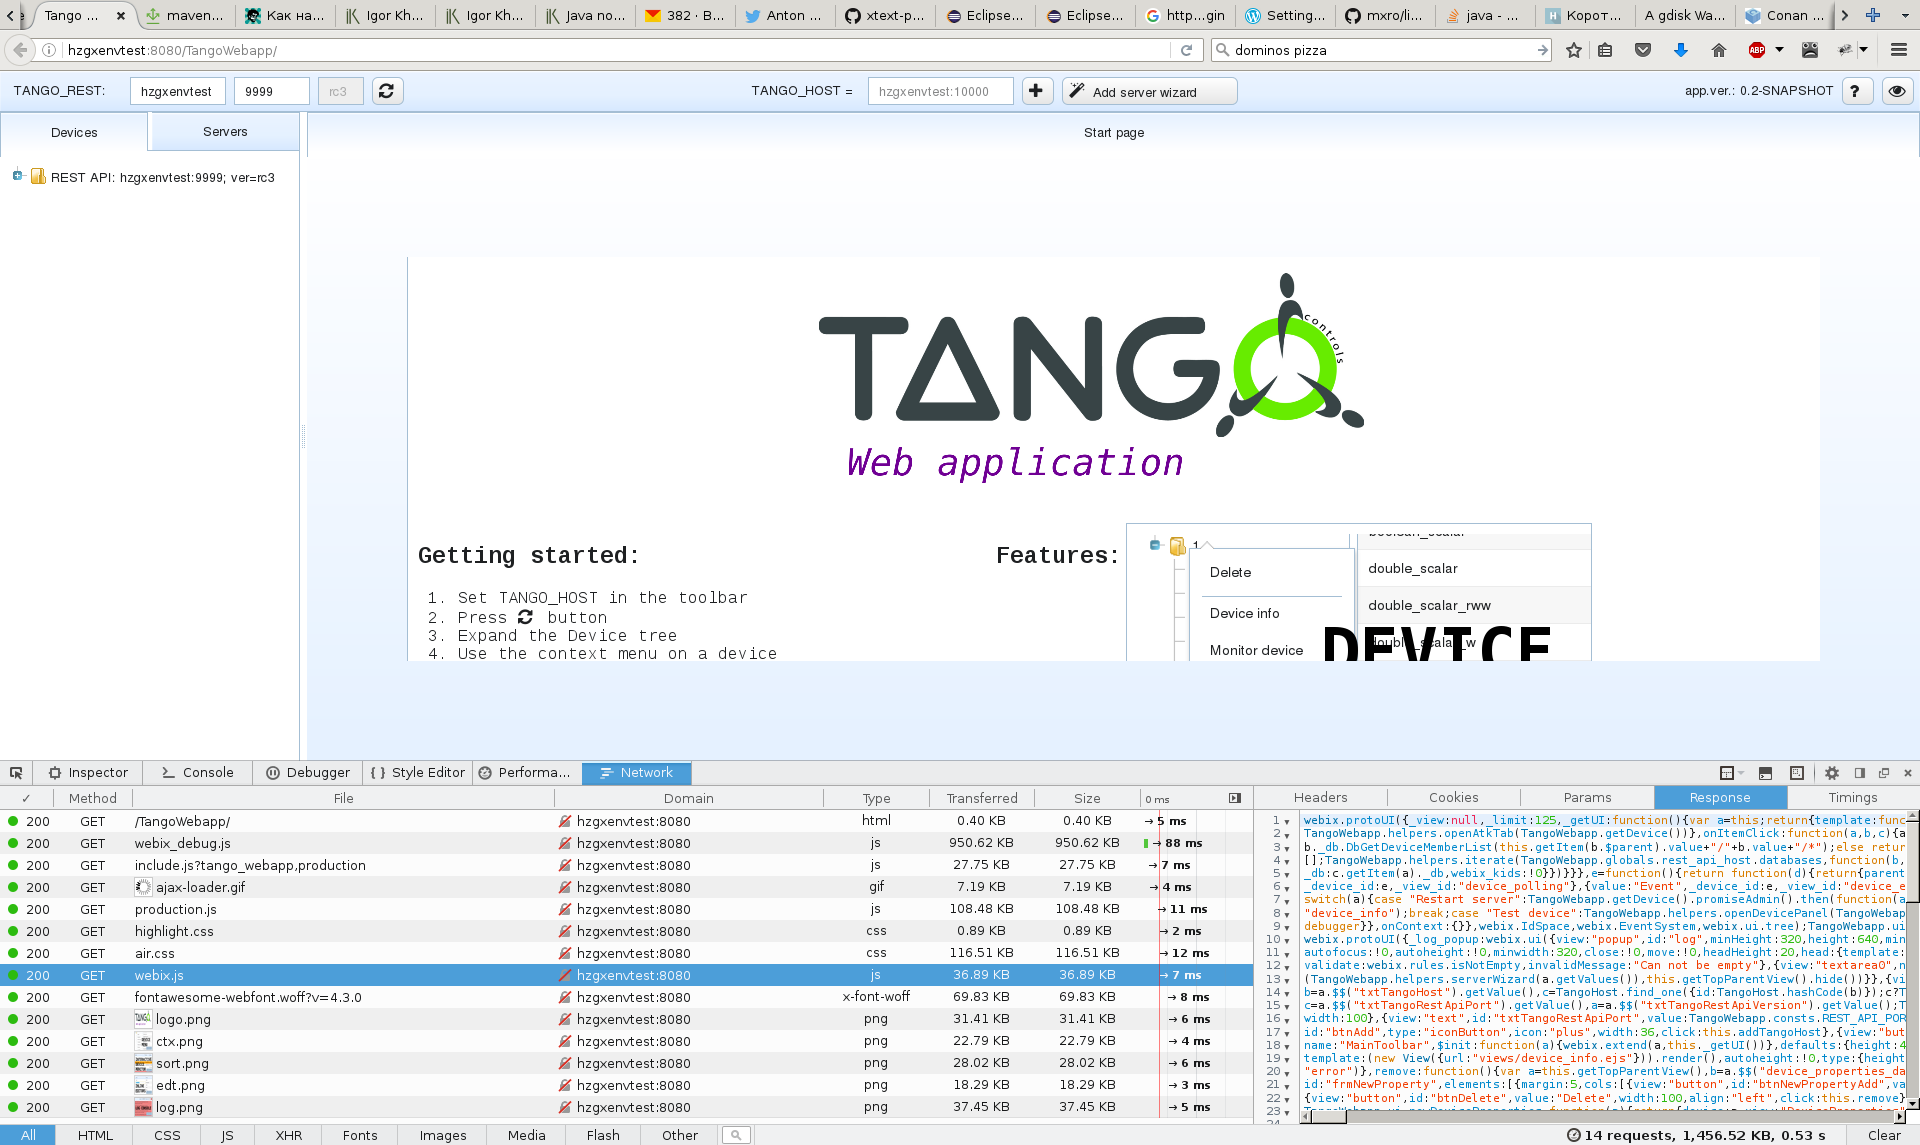 Tango ...
maven...
Как на...
Igor Kh...
Igor Kh...
Java no...
382 · B...
Anton ...
xtext-p...
Eclipse...
Eclipse...
http...gin
Setting...
mxro/li...
java - ...
Корот...
A gdisk Wa...
Conan ...
hzgxenvtest:8080/TangoWebapp/
dominos pizza
ABP
TANGO_REST:
hzgxenvtest
9999
rc3
TANGO_HOST =
hzgxenvtest:10000
Add server wizard
app.ver.: 0.2-SNAPSHOT
?
Devices
Servers
Start page
REST API: hzgxenvtest:9999; ver=rc3
TANGO
controls
Web application
Getting started:
1. Set TANGO_HOST in the toolbar
2. Press button
3. Expand the Device tree
4. Use the context menu on a device
Features:
Delete
Device info
Monitor device
boolean_scalar
double_scalar
double_scalar_rww
double_scalar_w
DEVICE
Inspector
Console
Debugger
Style Editor
Performa...
Network
✓ Method File Domain Type Transferred Size 0 ms
200 GET /TangoWebapp/ hzgxenvtest:8080 html 0.40 KB 0.40 KB → 5 ms
200 GET webix_debug.js hzgxenvtest:8080 js 950.62 KB 950.62 KB → 88 ms
200 GET include.js?tango_webapp,production hzgxenvtest:8080 js 27.75 KB 27.75 KB → 7 ms
200 GET ajax-loader.gif hzgxenvtest:8080 gif 7.19 KB 7.19 KB → 4 ms
200 GET production.js hzgxenvtest:8080 js 108.48 KB 108.48 KB → 11 ms
200 GET highlight.css hzgxenvtest:8080 css 0.89 KB 0.89 KB → 2 ms
200 GET air.css hzgxenvtest:8080 css 116.51 KB 116.51 KB → 12 ms
200 GET webix.js hzgxenvtest:8080 js 36.89 KB 36.89 KB → 7 ms
200 GET fontawesome-webfont.woff?v=4.3.0 hzgxenvtest:8080 x-font-woff 69.83 KB 69.83 KB → 8 ms
200 GET logo.png hzgxenvtest:8080 png 31.41 KB 31.41 KB → 6 ms
200 GET ctx.png hzgxenvtest:8080 png 22.79 KB 22.79 KB → 4 ms
200 GET sort.png hzgxenvtest:8080 png 28.02 KB 28.02 KB → 6 ms
200 GET edt.png hzgxenvtest:8080 png 18.29 KB 18.29 KB → 3 ms
200 GET log.png hzgxenvtest:8080 png 37.45 KB 37.45 KB → 5 ms
Headers
Cookies
Params
Response
Timings
1 webix.protoUI({_view:null,_limit:125,_getUI:function(){var a=this;return{template:func
2 TangoWebapp.helpers.openAtkTab(TangoWebapp.getDevice())},onItemClick:function(a,b,c){a
3 b._db.DbGetDeviceMemberList(this.getItem(b.$parent).value+"/"+b.value+"/*");else retur
4 [];TangoWebapp.helpers.iterate(TangoWebapp.globals.rest_api_host.databases,function(b,
5 _db:c.getItem(a)._db,webix_kids:!0}})}}},e=function(){return function(d){return{parent
6 _device_id:e,_view_id:"device_polling"},{value:"Event",_device_id:e,_view_id:"device_e
7 switch(a){case "Restart server":TangoWebapp.getDevice().promiseAdmin().then(function(a
8 "device_info");break;case "Test device":TangoWebapp.helpers.openDevicePanel(TangoWebap
9 debugger}},onContext:{}},webix.IdSpace,webix.EventSystem,webix.ui.tree);TangoWebapp.ui
10 webix.protoUI({_log_popup:webix.ui({view:"popup",id:"log",minHeight:320,height:640,min
11 autofocus:!0,autoheight:!0,minwidth:320,close:!0,move:!0,headHeight:20,head:{template:
12 validate:webix.rules.isNotEmpty,invalidMessage:"Can not be empty"},{view:"textarea0",n
13 (TangoWebapp.helpers.serverWizard(a.getValues()),this.getTopParentView().hide())}},{vi
14 b=a.$$("txtTangoHost").getValue(),c=TangoHost.find_one({id:TangoHost.hashCode(b)});c?T
15 c=a.$$("txtTangoRestApiPort").getValue(),a=a.$$("txtTangoRestApiVersion").getValue();T
16 width:100},{view:"text",id:"txtTangoRestApiPort",value:TangoWebapp.consts.REST_API_POR
17 id:"btnAdd",type:"iconButton",icon:"plus",width:36,click:this.addTangoHost},{view:"but
18 name:"MainToolbar",$init:function(a){webix.extend(a,this._getUI())},defaults:{height:4
19 template:(new View({url:"views/device_info.ejs"})).render(),autoheight:!0,type:{height
20 "error")},remove:function(){var a=this.getTopParentView(),b=a.$$("device_properties_da
21 id:"frmNewProperty",elements:[{margin:5,cols:[{view:"button",id:"btnNewPropertyAdd",va
22 {view:"button",id:"btnDelete",value:"Delete",width:100,align:"left",click:this.remove}
23
All
HTML
CSS
JS
XHR
Fonts
Images
Media
Flash
Other
14 requests, 1,456.52 KB, 0.53 s
Clear